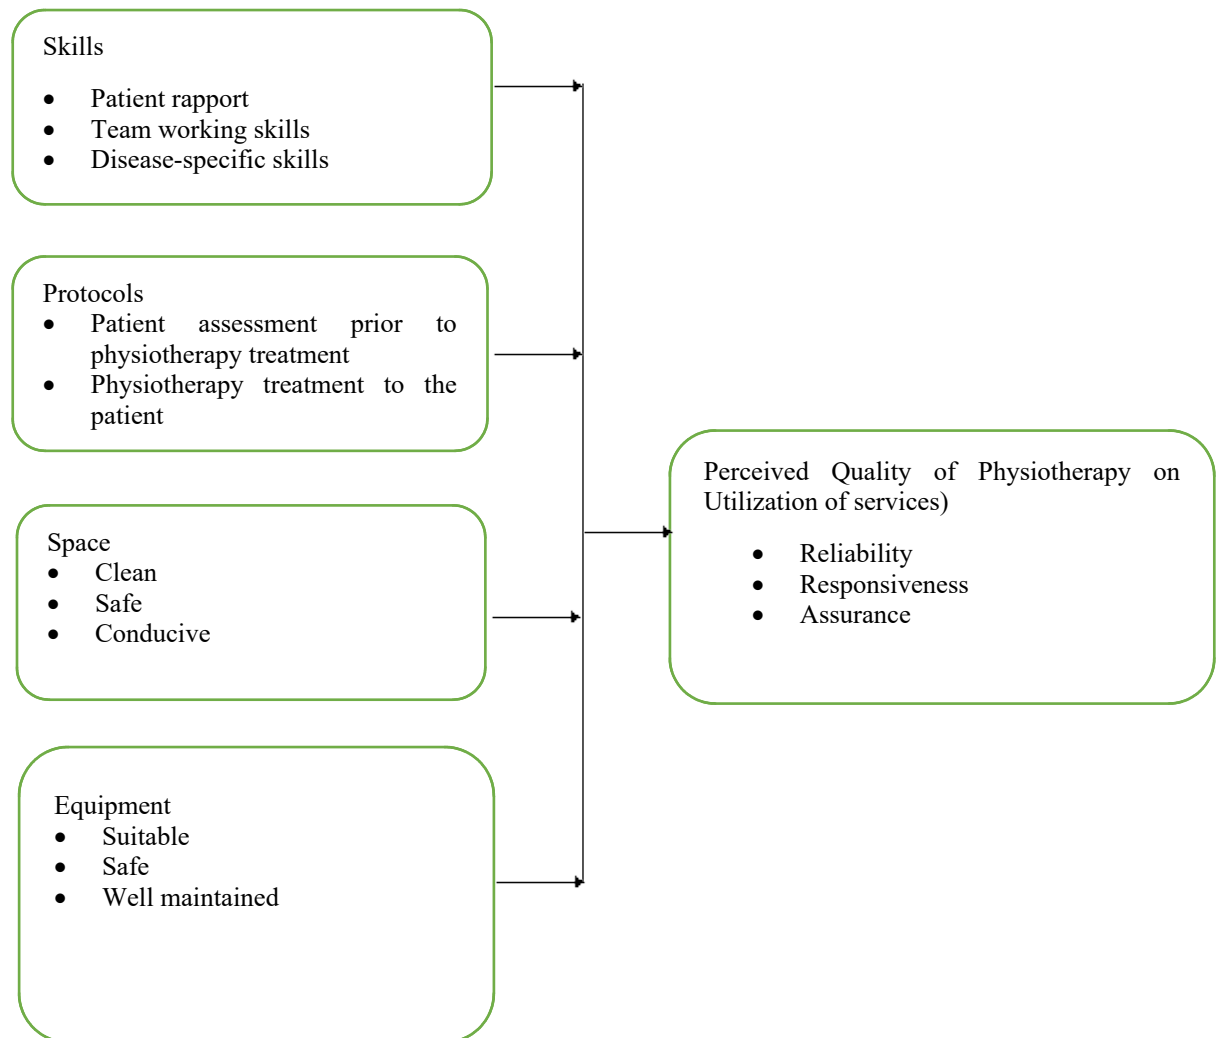 Skills
• Patient rapport
• Team working skills
• Disease-specific skills
Protocols
• Patient assessment prior to
physiotherapy treatment
• Physiotherapy treatment to the
patient
Space
• Clean
• Safe
• Conducive
Equipment
• Suitable
• Safe
• Well maintained
Perceived Quality of Physiotherapy on
Utilization of services)
• Reliability
• Responsiveness
• Assurance